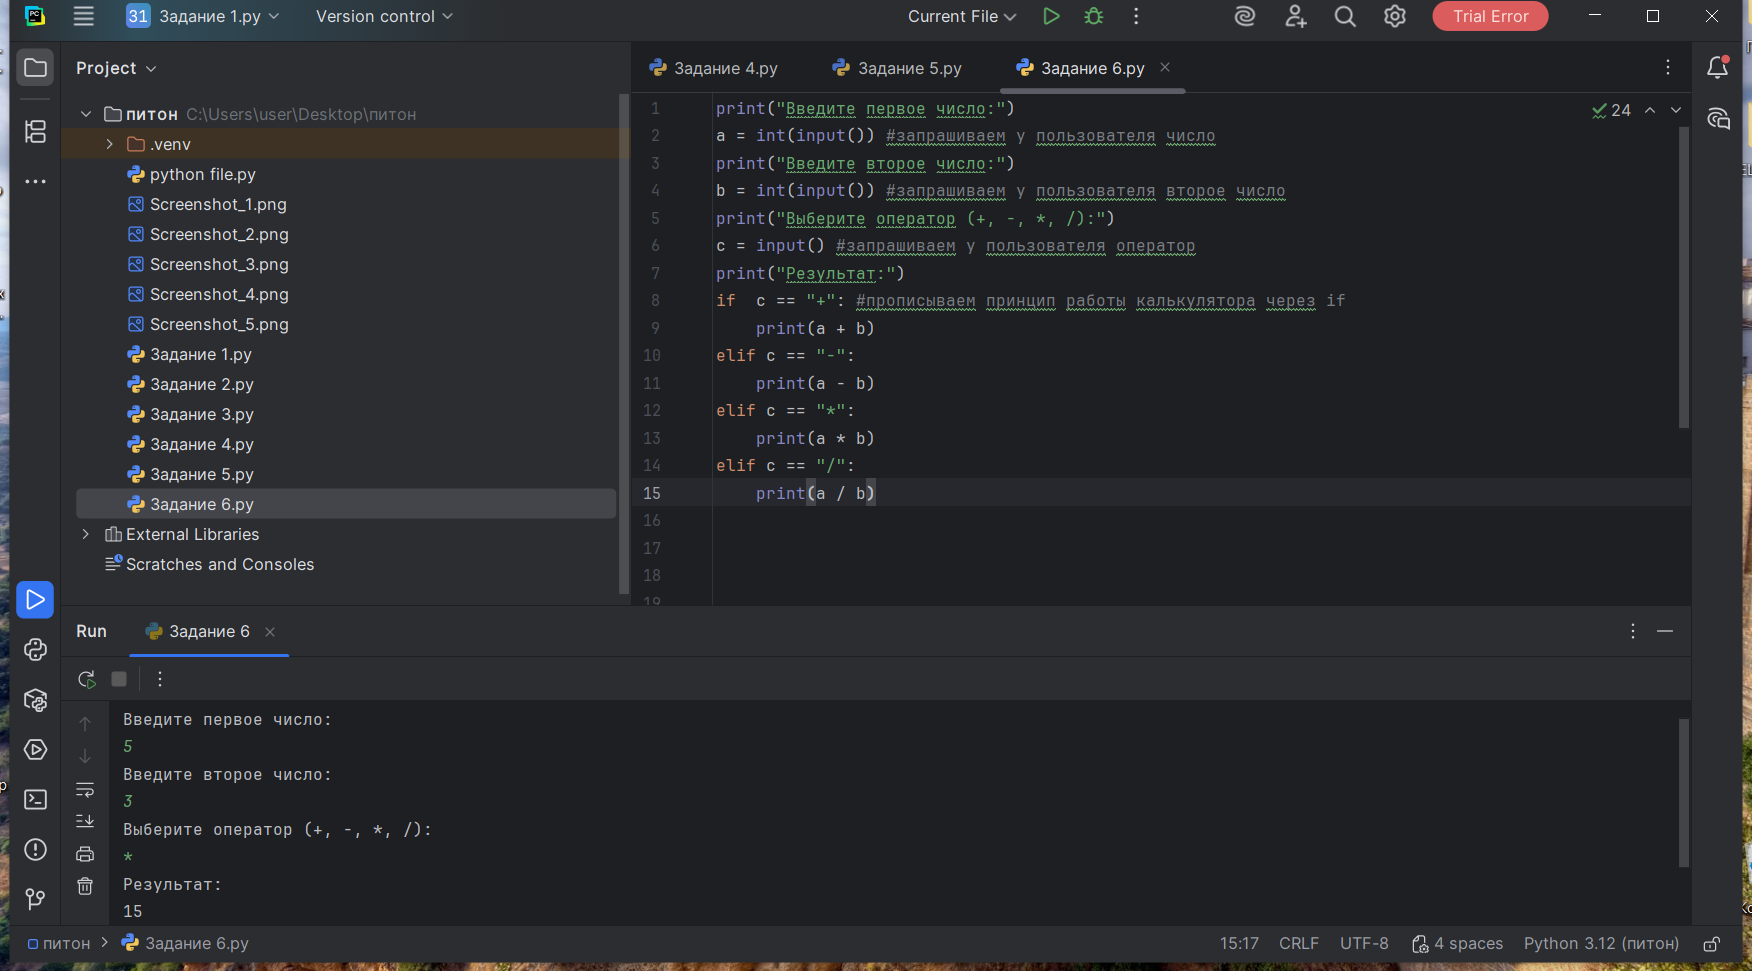 PC 31 Задание 1.py Version control Current File Trial Error
Project
питон C:\Users\user\Desktop\питон
.venv
python file.py
Screenshot_1.png
Screenshot_2.png
Screenshot_3.png
Screenshot_4.png
Screenshot_5.png
Задание 1.py
Задание 2.py
Задание 3.py
Задание 4.py
Задание 5.py
Задание 6.py
External Libraries
Scratches and Consoles
Задание 4.py Задание 5.py Задание 6.py
24
1 print("Введите первое число:")
2 a = int(input()) #запрашиваем у пользователя число
3 print("Введите второе число:")
4 b = int(input()) #запрашиваем у пользователя второе число
5 print("Выберите оператор (+, -, *, /):")
6 c = input() #запрашиваем у пользователя оператор
7 print("Результат:")
8 if  c == "+": #прописываем принцип работы калькулятора через if
9     print(a + b)
10 elif c == "-":
11     print(a - b)
12 elif c == "*":
13     print(a * b)
14 elif c == "/":
15     print(a / b)
16
17
18
19
Run Задание 6
Введите первое число:
5
Введите второе число:
3
Выберите оператор (+, -, *, /):
*
Результат:
15
питон > Задание 6.py 15:17 CRLF UTF-8 4 spaces Python 3.12 (питон)